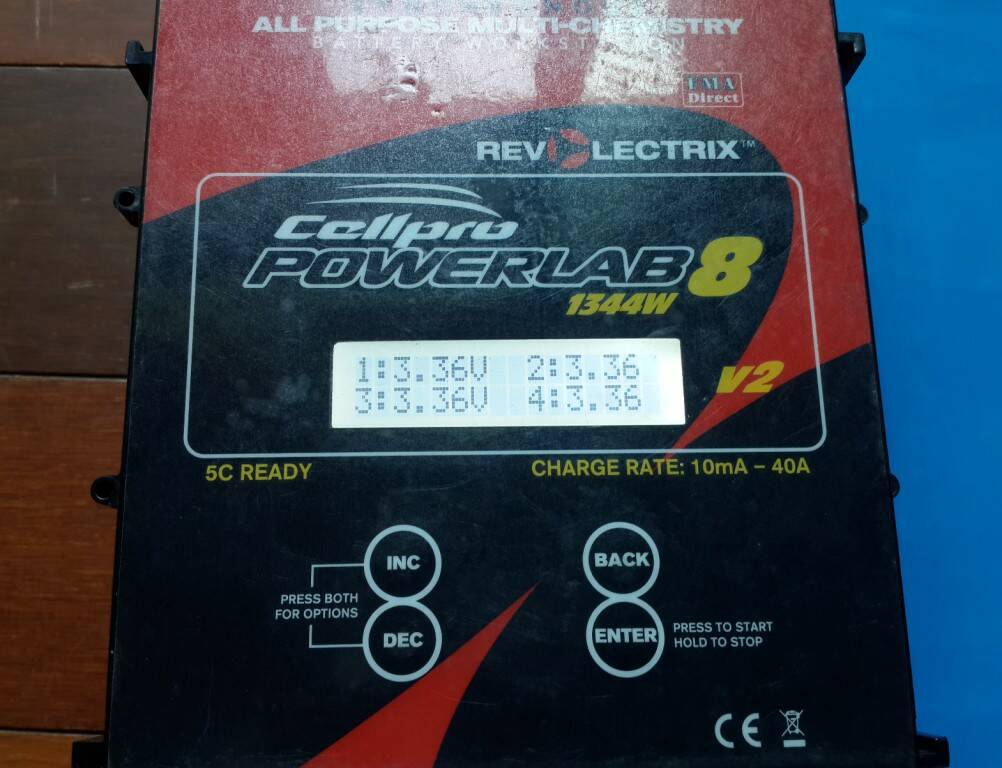 ALL PURPOSE MULTI-CHEMISTRY
BATTERY WORKSTATION
FMA
Direct
REVOLECTRIX™
Cellpro
POWERLAB 8
1344W
1:3.36V 2:3.36
3:3.36V 4:3.36
V2
5C READY
CHARGE RATE: 10mA – 40A
INC
BACK
PRESS BOTH
FOR OPTIONS
DEC
ENTER
PRESS TO START
HOLD TO STOP
CE